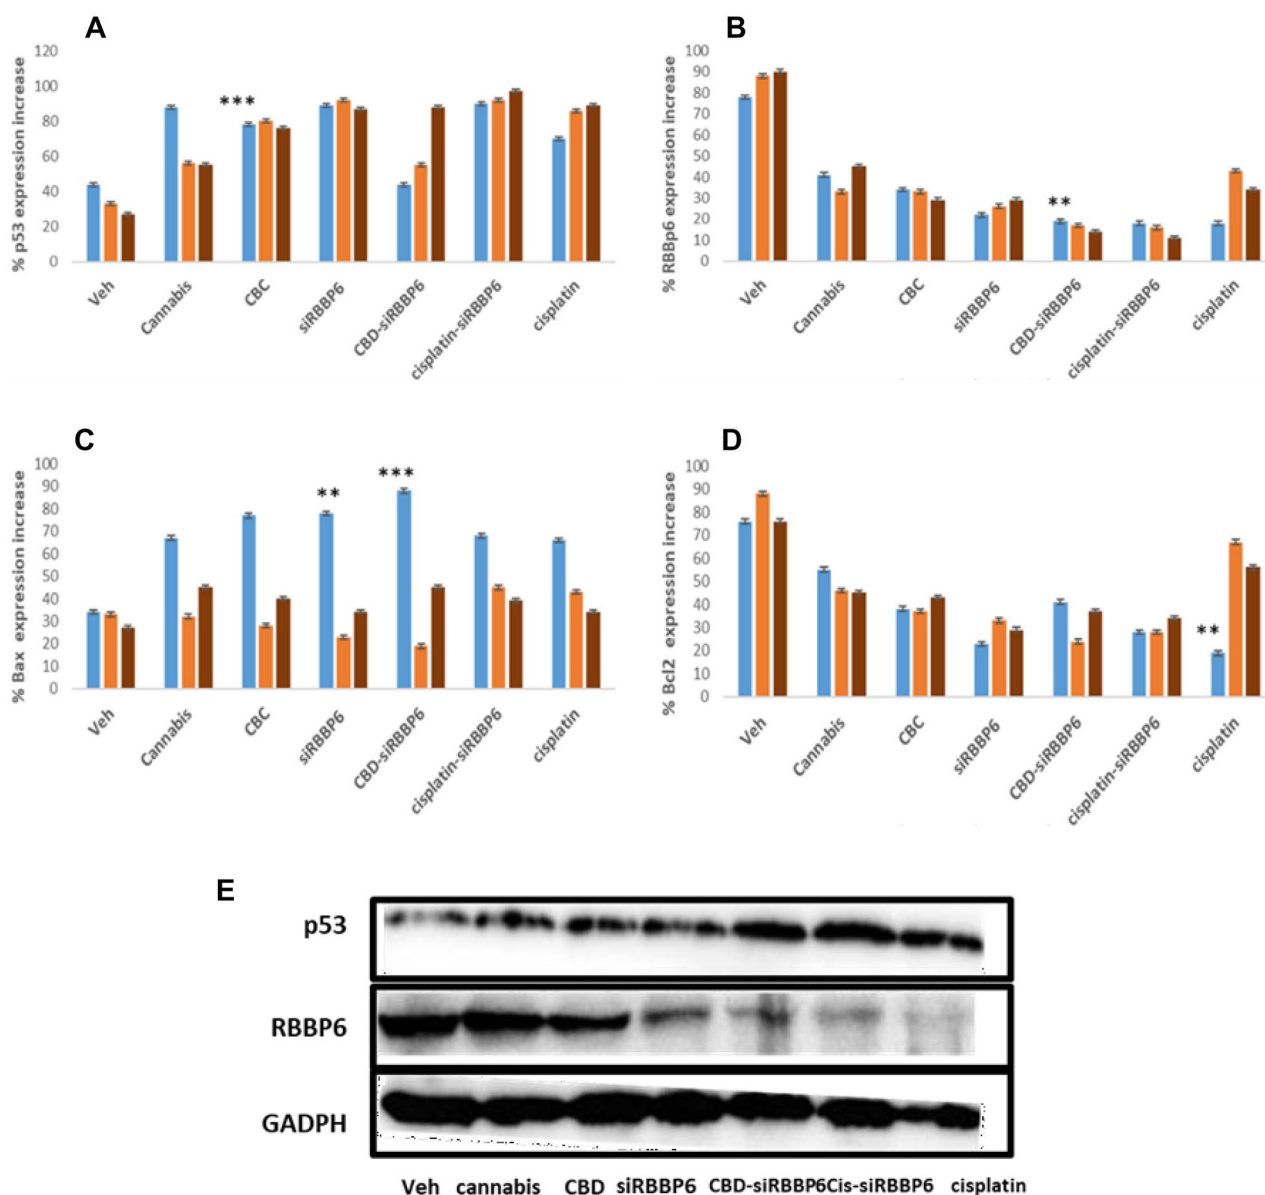 A
% p53 expression increase
120
100
80
60
40
20
0
***
Veh
Cannabis
CBC
siRBBP6
CBD-siRBBP6
cisplatin-siRBBP6
cisplatin
B
% RBBp6 expression increase
100
90
80
70
60
50
40
30
20
10
0
**
Veh
Cannabis
CBC
siRBBP6
CBD-siRBBP6
cisplatin-siRBBP6
cisplatin
C
% Bax expression increase
100
90
80
70
60
50
40
30
20
10
0
**
***
Veh
Cannabis
CBC
siRBBP6
CBD-siRBBP6
cisplatin-siRBBP6
cisplatin
D
% Bcl2 expression increase
100
90
80
70
60
50
40
30
20
10
0
**
Veh
Cannabis
CBC
siRBBP6
CBD-siRBBP6
cisplatin-siRBBP6
cisplatin
E
p53
RBBP6
GADPH
Veh cannabis CBD siRBBP6 CBD-siRBBP6Cis-siRBBP6 cisplatin